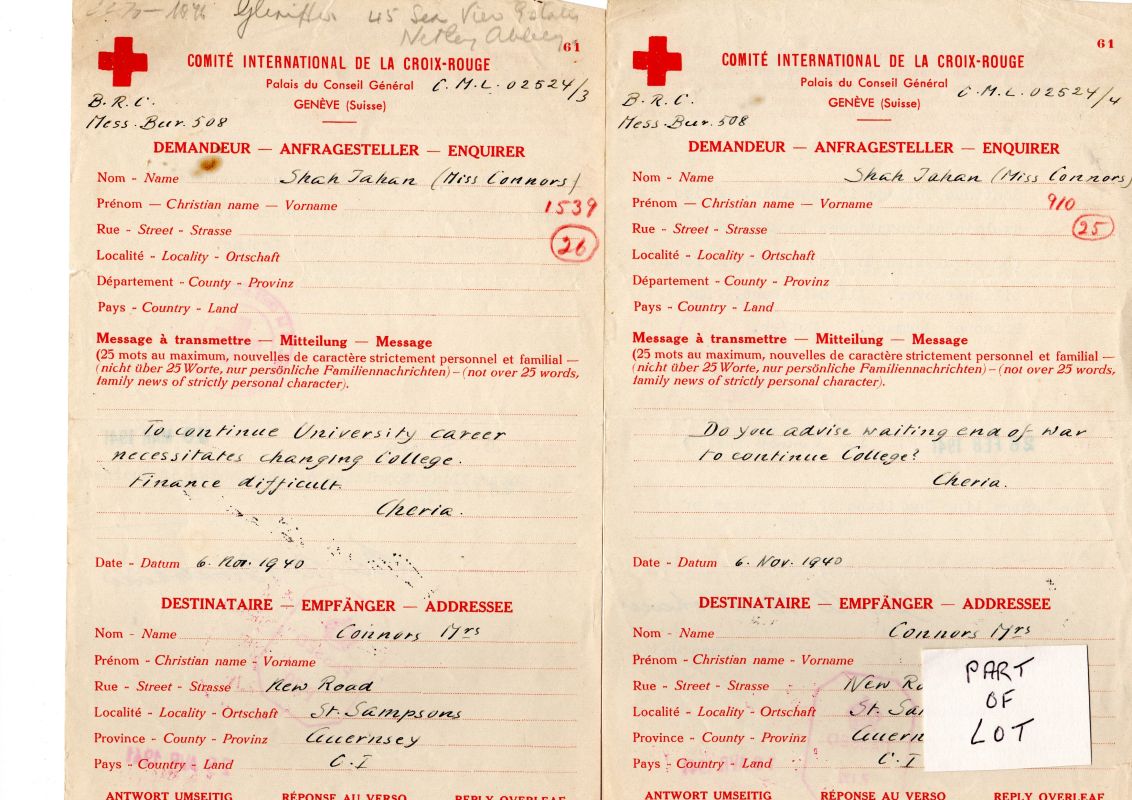 Gleniffer 45 Sea View Estate
Netley Abbey
61
COMITÉ INTERNATIONAL DE LA CROIX-ROUGE
Palais du Conseil Général
C.M.L. 02524/3
GENÈVE (Suisse)
B.R.C.
Mess. Bur. 508
DEMANDEUR — ANFRAGESTELLER — ENQUIRER
Nom - Name Shah Jahan (Miss Connors)
Prénom — Christian name — Vorname 1539
Rue - Street - Strasse 26
Localité - Locality - Ortschaft
Département - County - Provinz
Pays - Country - Land
Message à transmettre — Mitteilung — Message
(25 mots au maximum, nouvelles de caractère strictement personnel et familial —
(nicht über 25 Worte, nur persönliche Familiennachrichten) – (not over 25 words,
family news of strictly personal character).
To continue University career
necessitates changing College.
Finance difficult.
Cheria.
Date - Datum 6. Nov. 1940
DESTINATAIRE — EMPFÄNGER — ADDRESSEE
Nom - Name Connors Mrs
Prénom - Christian name - Vorname
Rue - Street - Strasse New Road
Localité - Locality - Ortschaft St. Sampsons
Province - County - Provinz Guernsey
Pays - Country - Land C.I
ANTWORT UMSEITIG RÉPONSE AU VERSO REPLY OVERLEAF
61
COMITÉ INTERNATIONAL DE LA CROIX-ROUGE
Palais du Conseil Général
C.M.L. 02524/4
GENÈVE (Suisse)
B.R.C.
Mess. Bur. 508
DEMANDEUR — ANFRAGESTELLER — ENQUIRER
Nom - Name Shah Jahan (Miss Connors)
Prénom — Christian name — Vorname 910
Rue - Street - Strasse 25
Localité - Locality - Ortschaft
Département - County - Provinz
Pays - Country - Land
Message à transmettre — Mitteilung — Message
(25 mots au maximum, nouvelles de caractère strictement personnel et familial —
(nicht über 25 Worte, nur persönliche Familiennachrichten) – (not over 25 words,
family news of strictly personal character).
Do you advise waiting end of war
to continue College?
Cheria.
Date - Datum 6. Nov. 1940
DESTINATAIRE — EMPFÄNGER — ADDRESSEE
Nom - Name Connors Mrs
Prénom - Christian name - Vorname
Rue - Street - Strasse New Ro
Localité - Locality - Ortschaft St. Sam
Province - County - Provinz Guern
Pays - Country - Land C.I
ANTWORT UMSEITIG RÉPONSE AU VERSO REPLY OVERLEAF
PART
OF
LOT